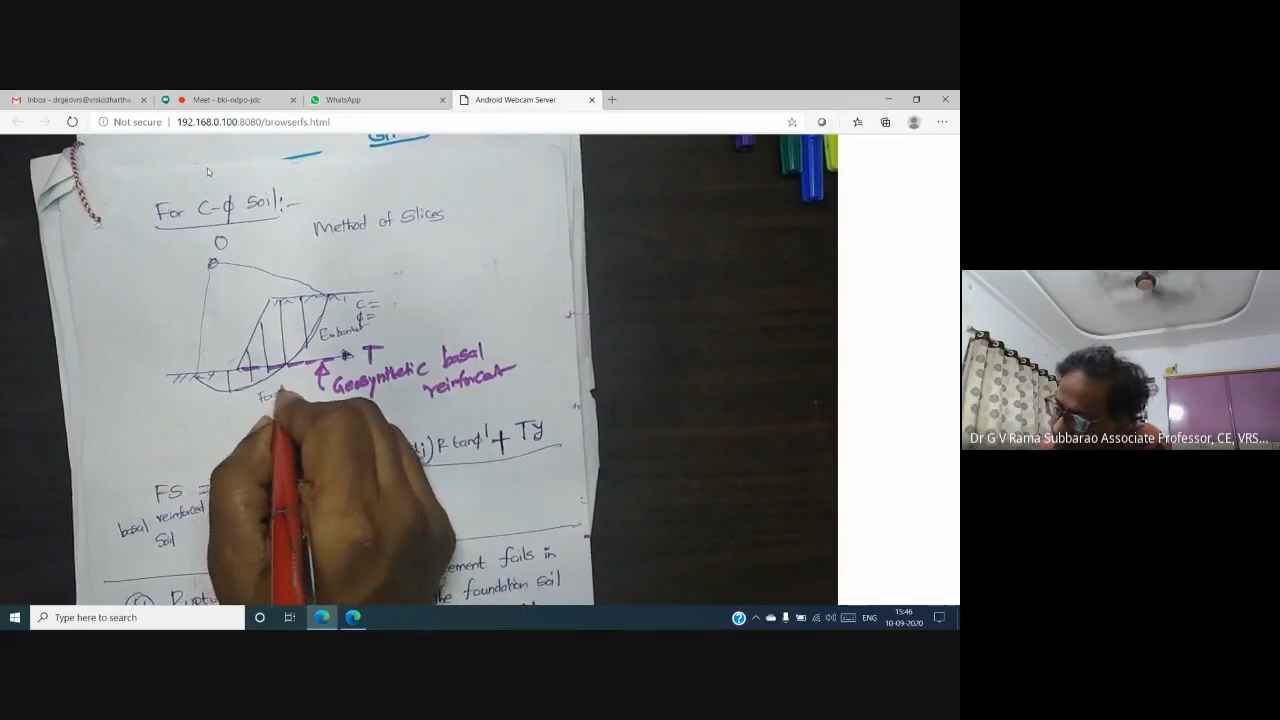 Inbox - drgeovrs@vrsiddhartha...
Meet - bki-ndpo-jdc
WhatsApp
Android Webcam Server
Not secure
192.168.0.100:8080/browserfs.html
For C-ϕ Soil:-
Method of Slices
O
C =
ϕ =
T
Geosynthetic basal
reinforcet
R tanϕ' + Ty
FS =
basal reinforced
Soil
ement fails in
the foundation soil
Dr G V Rama Subbarao Associate Professor, CE, VRS...
Type here to search
ENG
15:46
10-09-2020